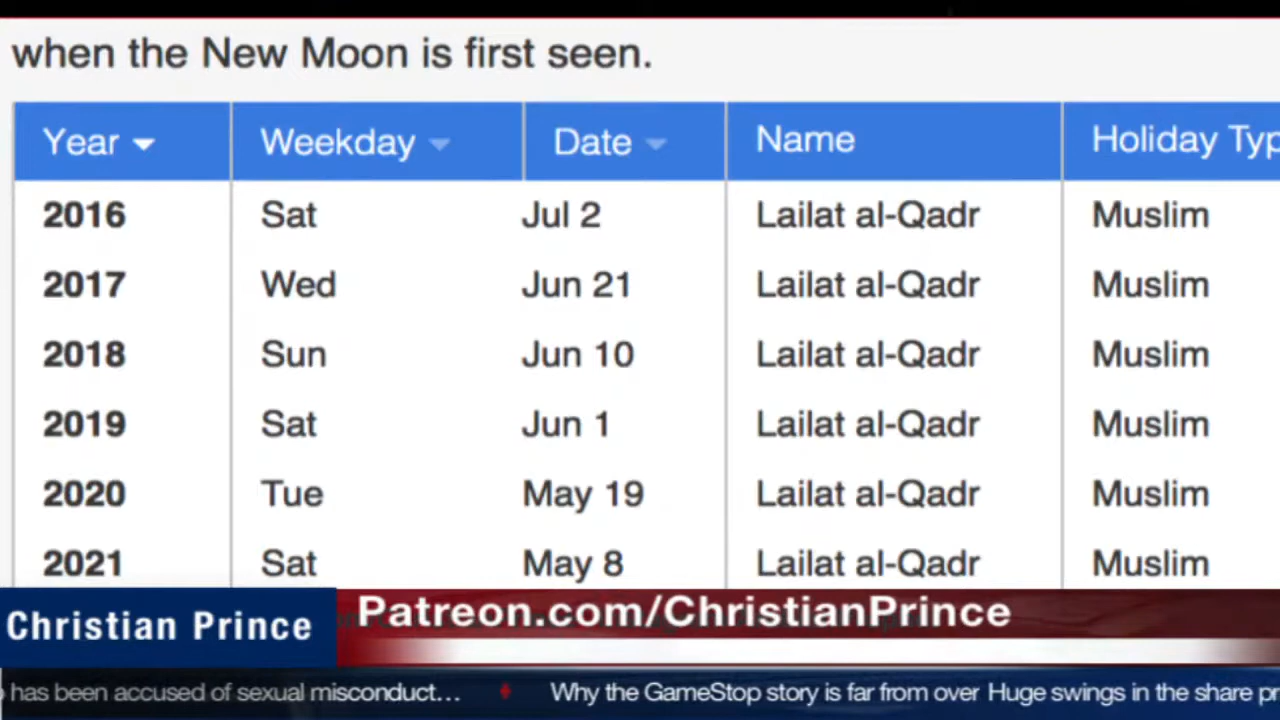 when the New Moon is first seen.
Year Weekday Date Name Holiday Typ
2016 Sat Jul 2 Lailat al-Qadr Muslim
2017 Wed Jun 21 Lailat al-Qadr Muslim
2018 Sun Jun 10 Lailat al-Qadr Muslim
2019 Sat Jun 1 Lailat al-Qadr Muslim
2020 Tue May 19 Lailat al-Qadr Muslim
2021 Sat May 8 Lailat al-Qadr Muslim
Christian Prince Patreon.com/ChristianPrince
has been accused of sexual misconduct... Why the GameStop story is far from over Huge swings in the share pr